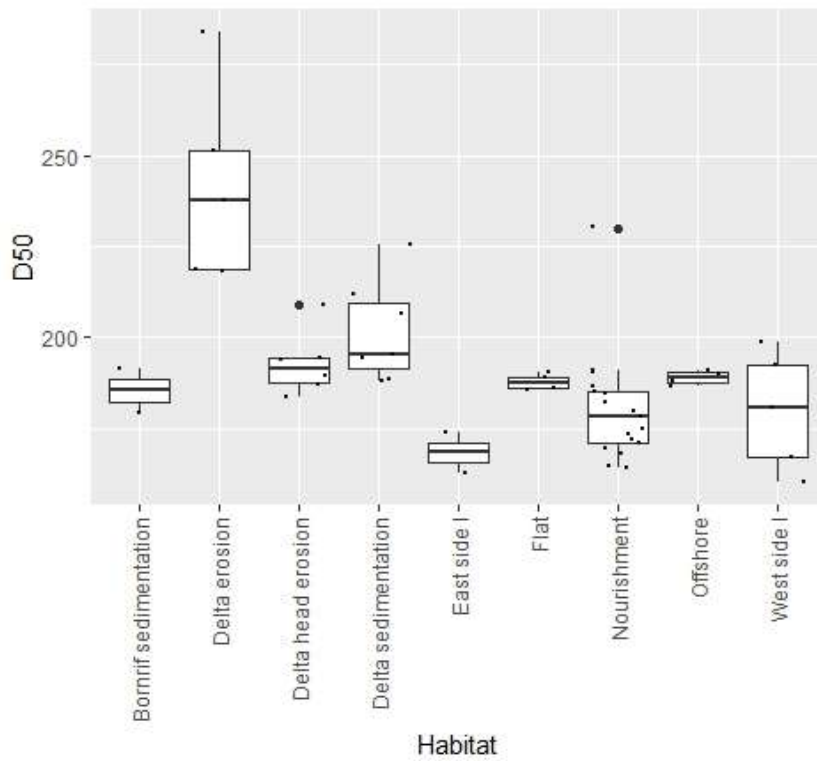 D50
250
200
Bornrif sedimentation
Delta erosion
Delta head erosion
Delta sedimentation
East side I
Flat
Nourishment
Offshore
West side I
Habitat